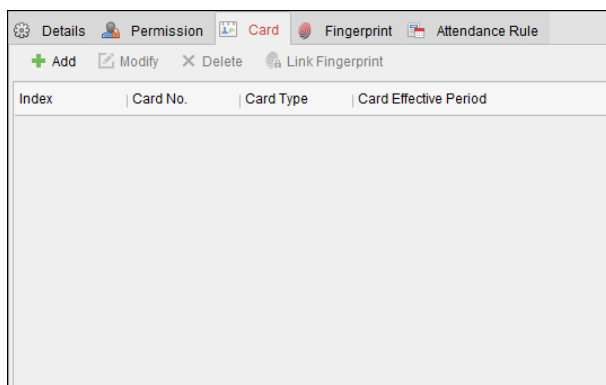 Details Permission Card Fingerprint Attendance Rule
Add Modify Delete Link Fingerprint
Index Card No. Card Type Card Effective Period